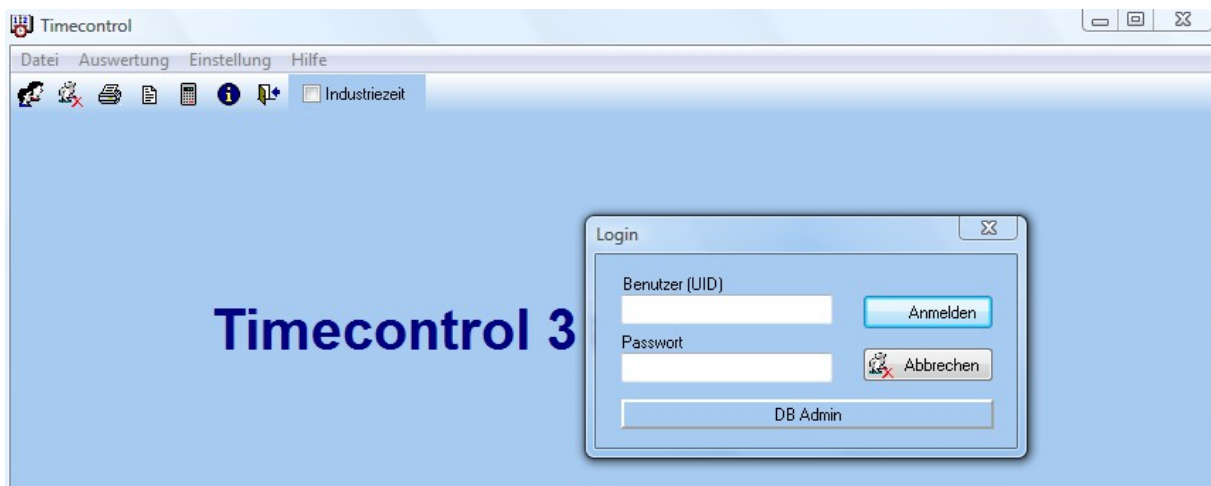 Timecontrol
Datei Auswertung Einstellung Hilfe
Industriezeit
Timecontrol 3
Login
Benutzer (UID)
Anmelden
Passwort
Abbrechen
DB Admin